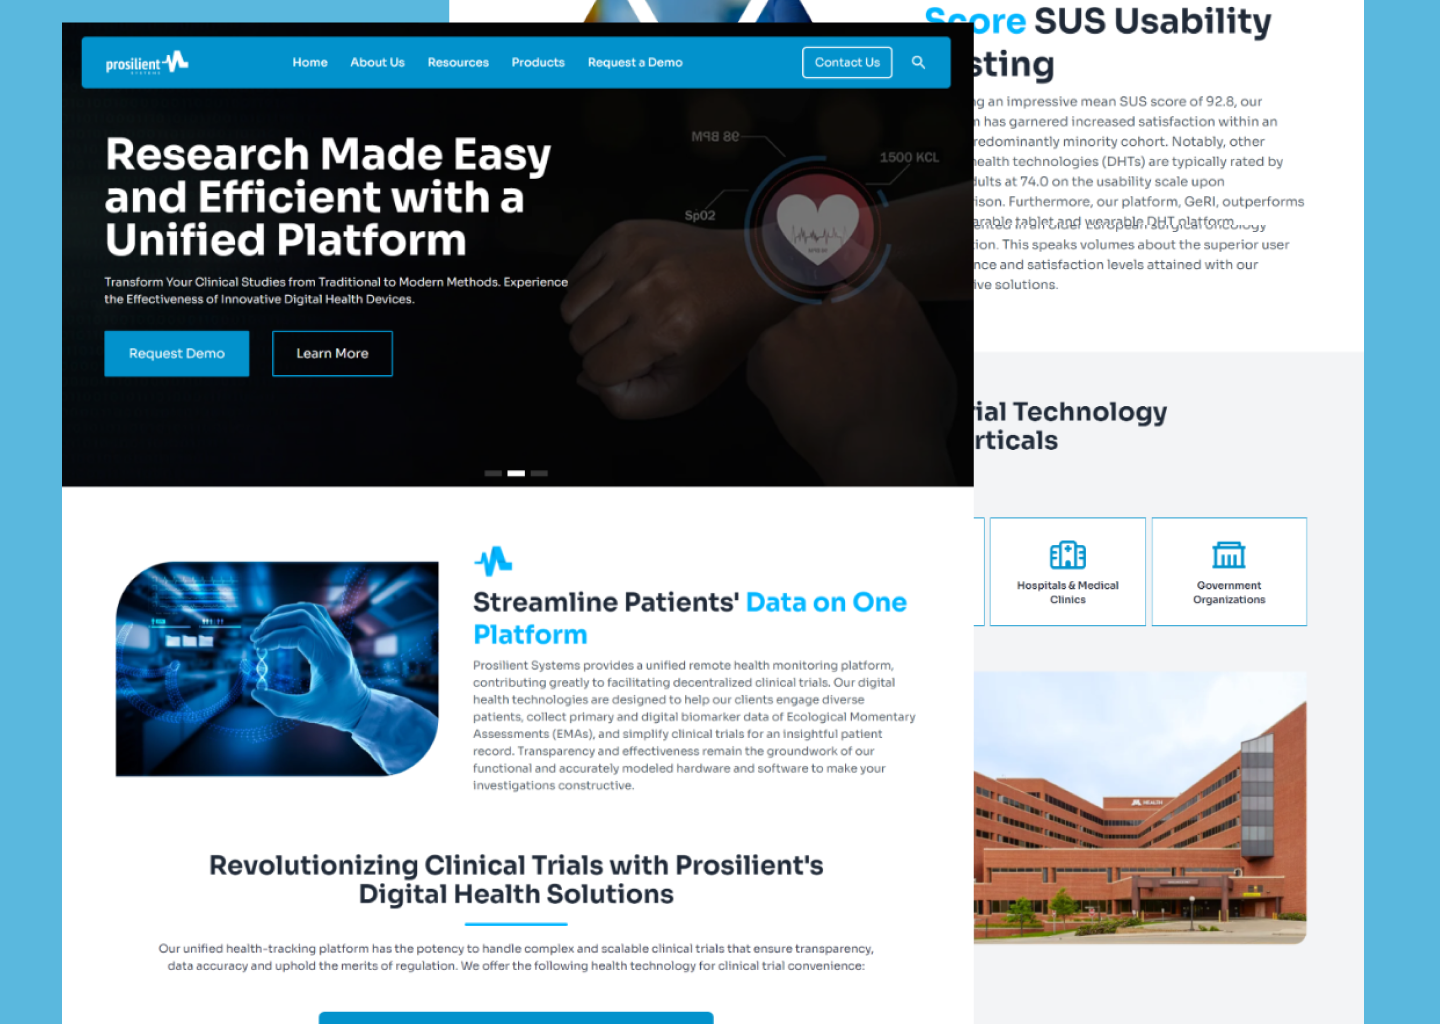 prosilient
SYSTEMS
Home
About Us
Resources
Products
Request a Demo
Contact Us
Research Made Easy
and Efficient with a
Unified Platform
Transform Your Clinical Studies from Traditional to Modern Methods. Experience
the Effectiveness of Innovative Digital Health Devices.
Request Demo
Learn More
98 BPM
1500 KCL
SpO2
Streamline Patients' Data on One
Platform
Prosilient Systems provides a unified remote health monitoring platform,
contributing greatly to facilitating decentralized clinical trials. Our digital
health technologies are designed to help our clients engage diverse
patients, collect primary and digital biomarker data of Ecological Momentary
Assessments (EMAs), and simplify clinical trials for an insightful patient
record. Transparency and effectiveness remain the groundwork of our
functional and accurately modeled hardware and software to make your
investigations constructive.
Revolutionizing Clinical Trials with Prosilient's
Digital Health Solutions
Our unified health-tracking platform has the potency to handle complex and scalable clinical trials that ensure transparency,
data accuracy and uphold the merits of regulation. We offer the following health technology for clinical trial convenience:
Score SUS Usability
sting
ng an impressive mean SUS score of 92.8, our
n has garnered increased satisfaction within an
redominantly minority cohort. Notably, other
health technologies (DHTs) are typically rated by
dults at 74.0 on the usability scale upon
ison. Furthermore, our platform, GeRI, outperforms
arable tablet and wearable DHT platform
in an older European surgical oncology
ion. This speaks volumes about the superior user
nce and satisfaction levels attained with our
ive solutions.
ial Technology
rticals
Hospitals & Medical
Clinics
Government
Organizations
M HEALTH